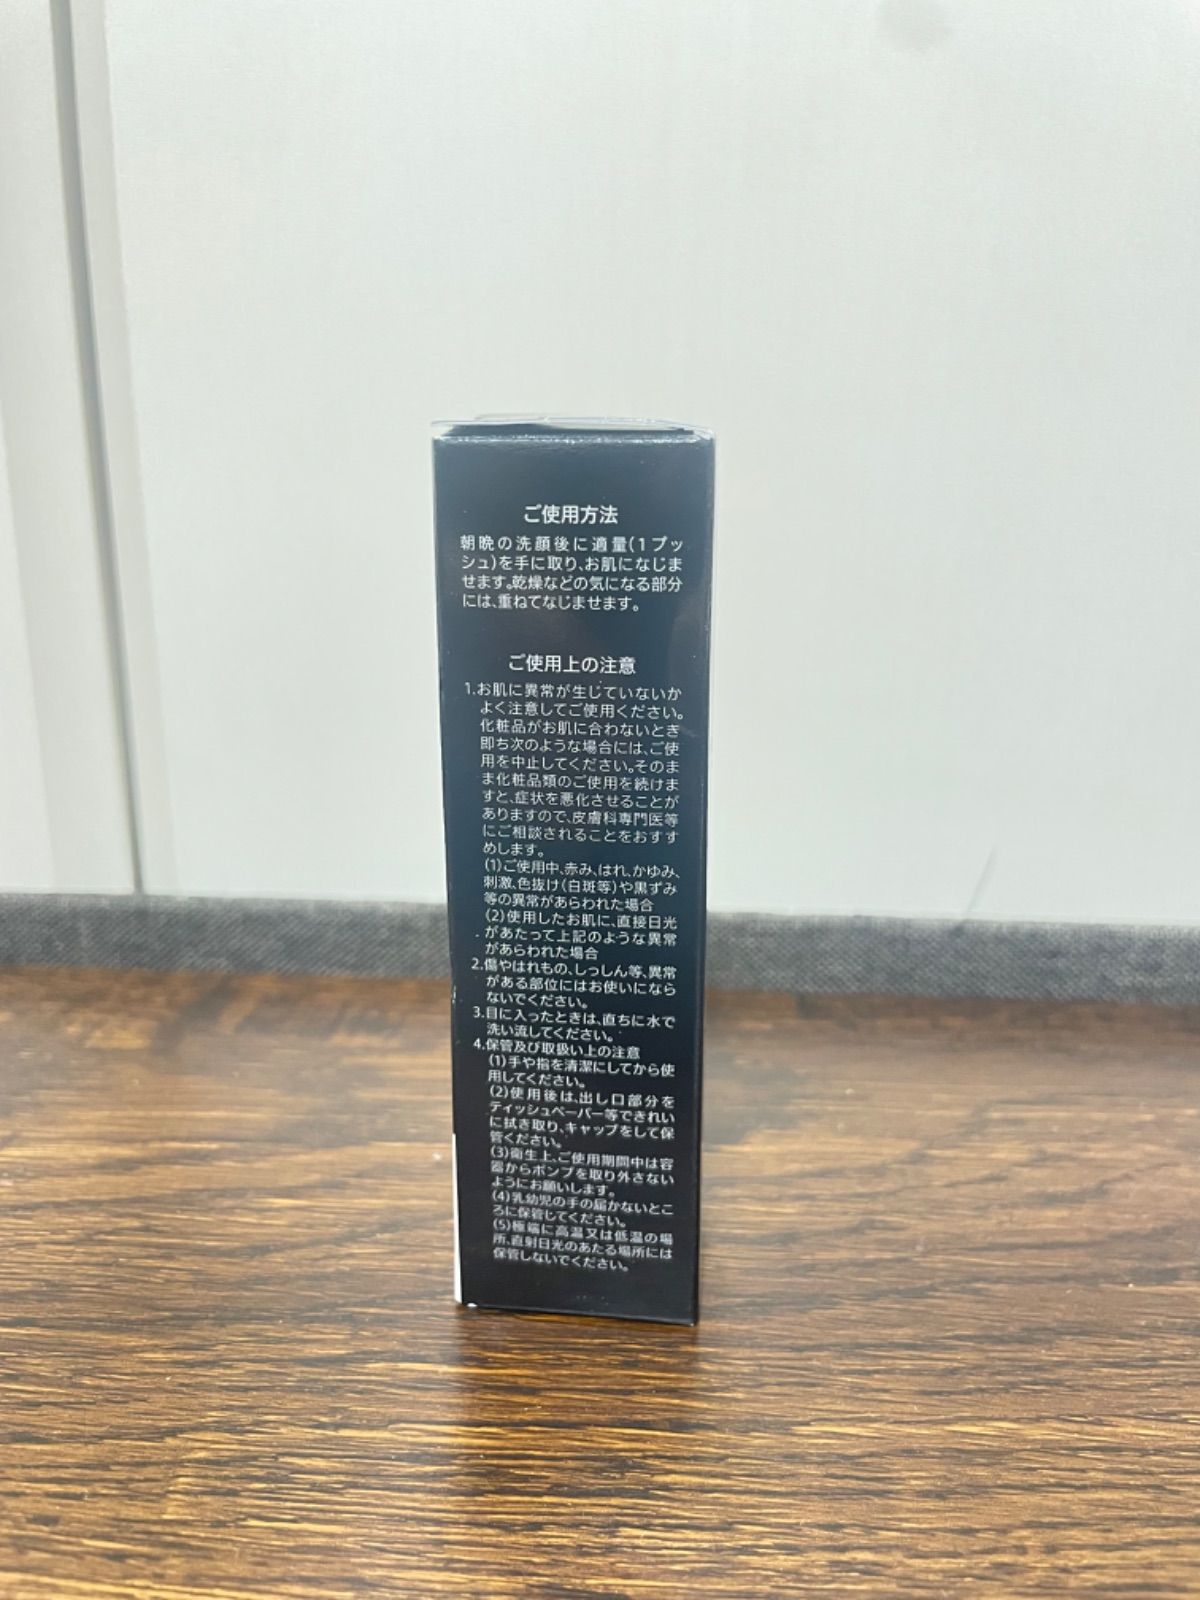 ご使用方法
朝晩の洗顔後に適量(1プッ
シュ)を手に取り、お肌になじま
せます。乾燥などの気になる部分
には、重ねてなじませます。
ご使用上の注意
1.お肌に異常が生じていないか
よく注意してご使用ください。
化粧品がお肌に合わないとき
即ち次のような場合には、ご使
用を中止してください。そのま
ま化粧品類のご使用を続けま
すと、症状を悪化させることが
ありますので、皮膚科専門医等
にご相談されることをおすす
めします。
(1)ご使用中、赤み、はれ、かゆみ、
刺激、色抜け(白斑等)や黒ずみ
等の異常があらわれた場合
(2)使用したお肌に、直接日光
があたって上記のような異常
があらわれた場合
2.傷やはれもの、しっしん等、異常
がある部位にはお使いになら
ないでください。
3.目に入ったときは、直ちに水で
洗い流してください。
4.保管及び取扱い上の注意
(1)手や指を清潔にしてから使
用してください。
(2)使用後は、出し口部分を
ティッシュペーパー等できれい
に拭き取り、キャップをして保
管ください。
(3)衛生上、ご使用期間中は容
器からポンプを取り外さない
ようにお願いします。
(4)乳幼児の手の届かないとこ
ろに保管してください。
(5)極端に高温又は低温の場
所、直射日光のあたる場所には
保管しないでください。